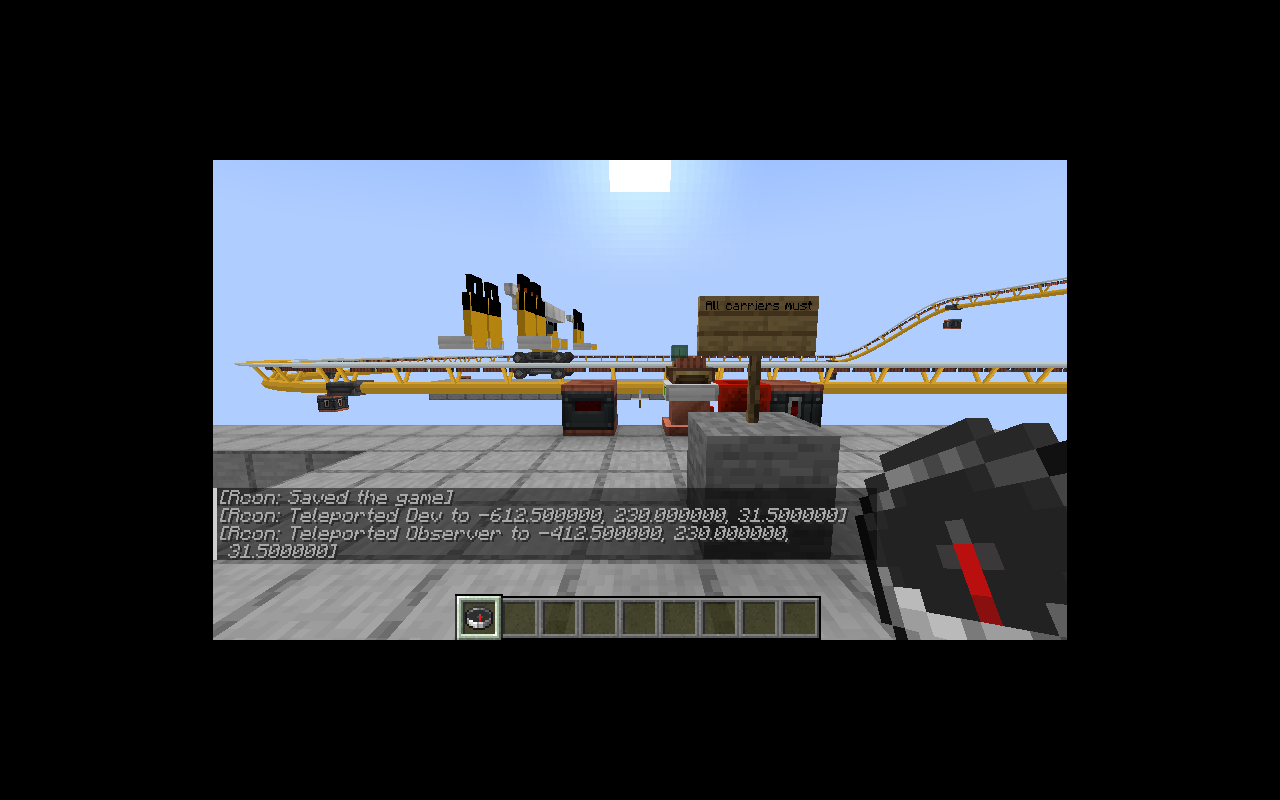 All carriers must
[Rcon: Saved the game]
[Rcon: Teleported Dev to -612.500000, 230.000000, 31.500000]
[Rcon: Teleported Observer to -412.500000, 230.000000,
31.500000]